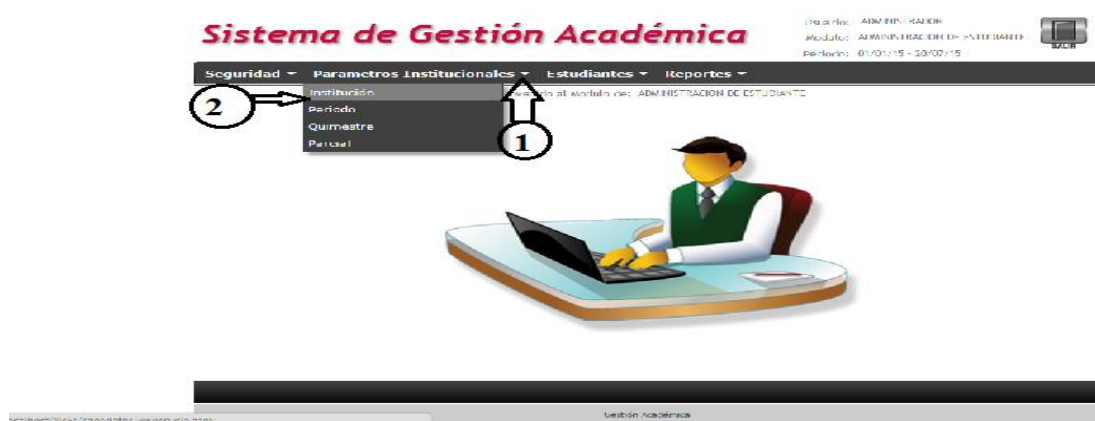 Usuario: ADMINISTRADOR
Sistema de Gestión Académica
Modulo: ADMINISTRACION DE ESTUDIANTE
SALIR
Periodo: 01/01/15 - 20/07/15
Seguridad Parametros Institucionales Estudiantes Reportes
Institución
al Modulo de: ADMINISTRACION DE ESTUDIANTE
2
Periodo
Quimestre
1
Parcial
Gestión Académica